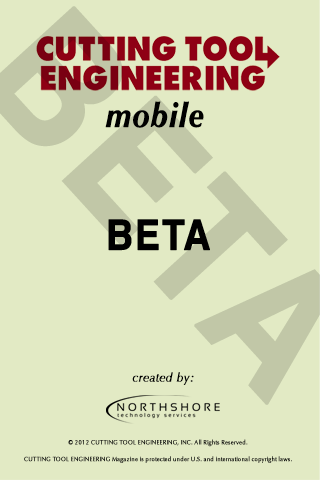 CUTTING TOOL
ENGINEERING
mobile
BETA
BETA
created by:
NORTHSHORE
technology services
© 2012 CUTTING TOOL ENGINEERING, INC. All Rights Reserved.
CUTTING TOOL ENGINEERING Magazine is protected under U.S. and international copyright laws.